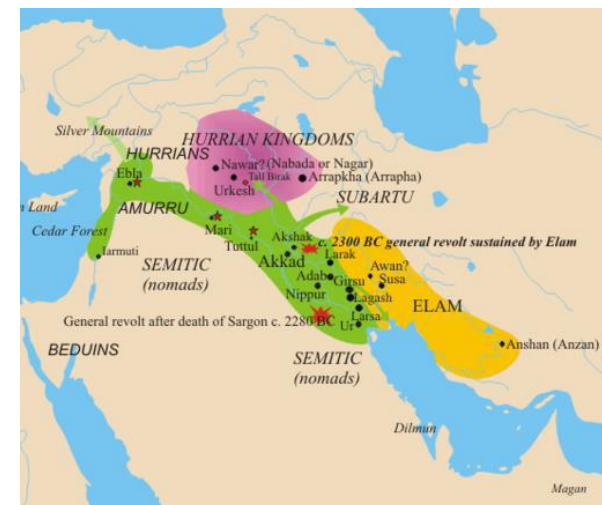 Silver Mountains
HURRIAN KINGDOMS
HURRIANS
Nawar? (Nabada or Nagar)
Ebla
Tall Birak
Urkesh
Arrapkha (Arrapha)
n Land
AMURRU
SUBARTU
Cedar Forest
Mari
Tuttul
Akshak
c. 2300 BC general revolt sustained by Elam
Iarmuti
SEMITIC
(nomads)
Akkad
Larak
Awan?
Adab
Girsu
Susa
Nippur
Lagash
ELAM
General revolt after death of Sargon c. 2280 BC
Larsa
Ur
BEDUINS
SEMITIC
(nomads)
Anshan (Anzan)
Dilmun
Magan